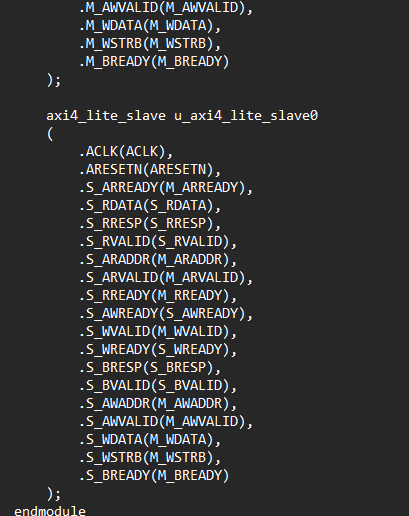 .M_AWVALID(M_AWVALID),
.M_WDATA(M_WDATA),
.M_WSTRB(M_WSTRB),
.M_BREADY(M_BREADY)
);
axi4_lite_slave u_axi4_lite_slave0
(
.ACLK(ACLK),
.ARESETN(ARESETN),
.S_ARREADY(M_ARREADY),
.S_RDATA(S_RDATA),
.S_RRESP(S_RRESP),
.S_RVALID(S_RVALID),
.S_ARADDR(M_ARADDR),
.S_ARVALID(M_ARVALID),
.S_RREADY(M_RREADY),
.S_AWREADY(S_AWREADY),
.S_WVALID(M_WVALID),
.S_WREADY(S_WREADY),
.S_BRESP(S_BRESP),
.S_BVALID(S_BVALID),
.S_AWADDR(M_AWADDR),
.S_AWVALID(M_AWVALID),
.S_WDATA(M_WDATA),
.S_WSTRB(M_WSTRB),
.S_BREADY(M_BREADY)
);
endmodule